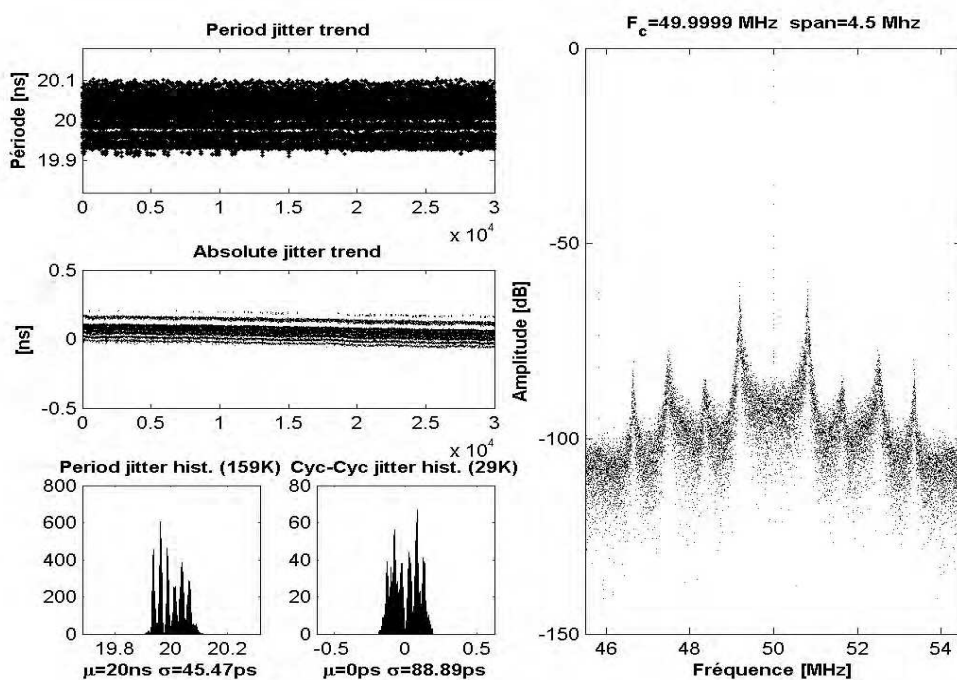 Period jitter trend
Période [ns]
20.1
20
19.9
0 0.5 1 1.5 2 2.5 3
x 10^4
Absolute jitter trend
[ns]
0.5
0
-0.5
0 0.5 1 1.5 2 2.5 3
x 10^4
Period jitter hist. (159K)
800
600
400
200
0
19.8 20 20.2
μ=20ns σ=45.47ps
Cyc-Cyc jitter hist. (29K)
80
60
40
20
0
-0.5 0 0.5
μ=0ps σ=88.89ps
F_c=49.9999 MHz span=4.5 Mhz
Amplitude [dB]
0
-50
-100
-150
46 48 50 52 54
Fréquence [MHz]